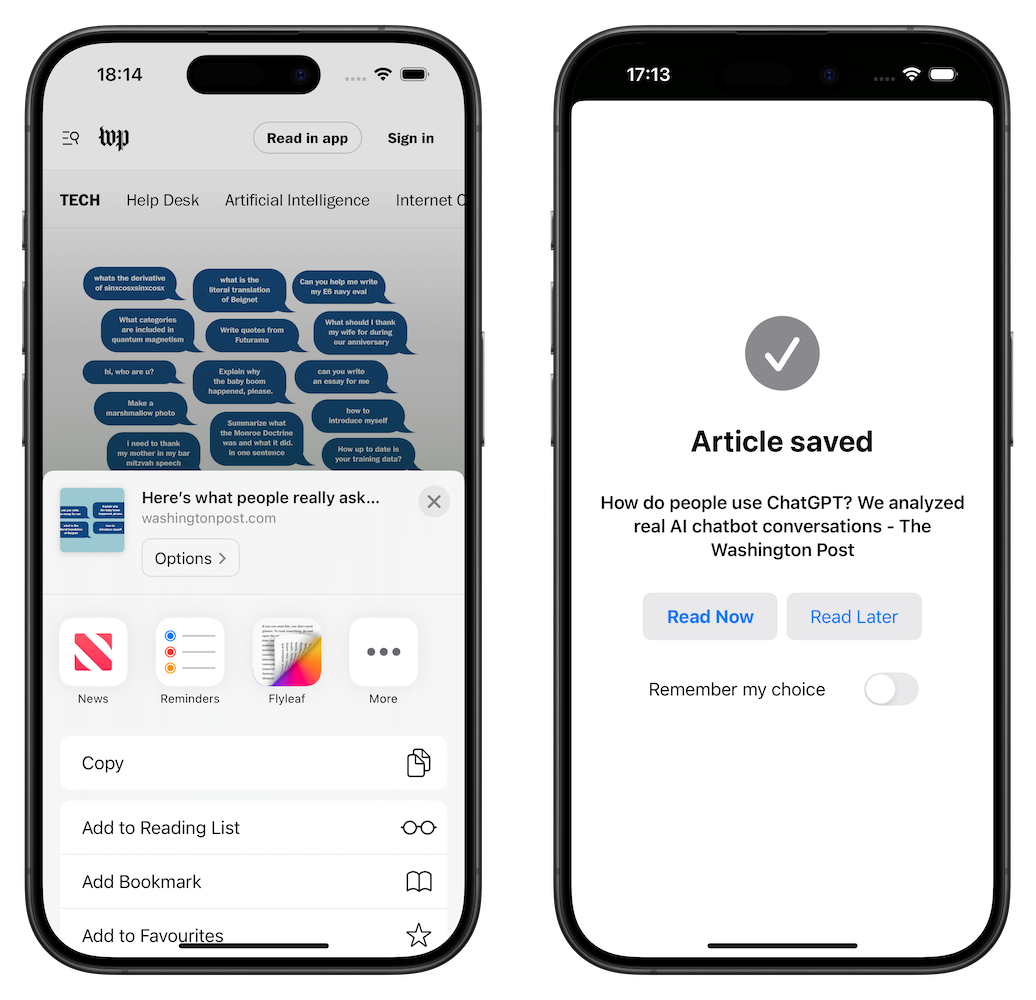 18:14
wp
Read in app
Sign in
TECH
Help Desk
Artificial Intelligence
Internet C
whats the derivative
of sinxcosxsinxcosx
what is the
literal translation
of Beignet
Can you help me write
my E6 navy eval
What categories
are included in
quantum magnetism
Write quotes from
Futurama
What should I thank
my wife for during
our anniversary
hi, who are u?
Explain why
the baby boom
happened, please.
can you write
an essay for me
Make a
marshmallow photo
how to
introduce myself
Summarize what
the Monroe Doctrine
was and what it did.
in one sentence
i need to thank
my mother in my bar
mitzvah speech
How up to date is
your training data?
Here's what people really ask...
washingtonpost.com
Options
News
Reminders
Flyleaf
More
Copy
Add to Reading List
Add Bookmark
Add to Favourites
17:13
Article saved
How do people use ChatGPT? We analyzed
real AI chatbot conversations - The
Washington Post
Read Now
Read Later
Remember my choice